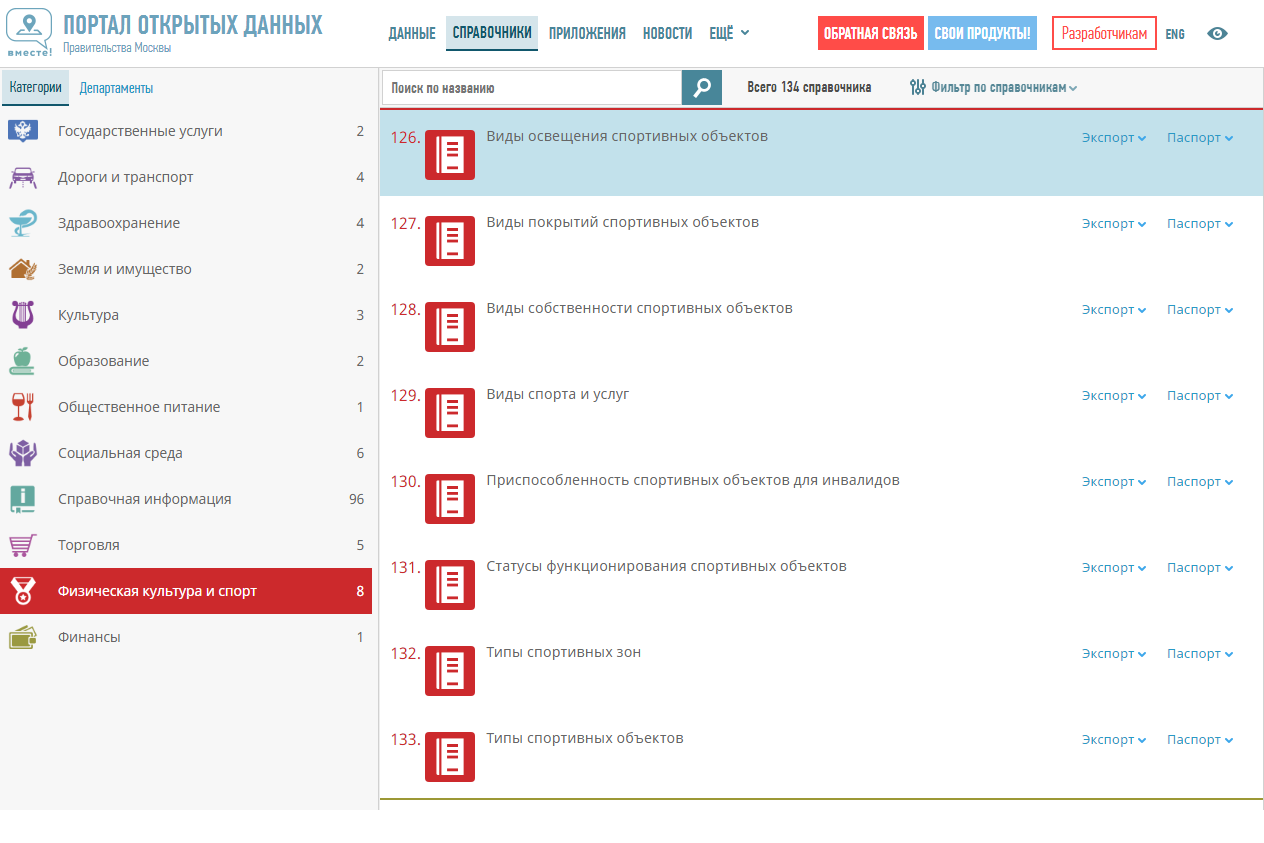 вместе!
ПОРТАЛ ОТКРЫТЫХ ДАННЫХ
Правительства Москвы
ДАННЫЕ
СПРАВОЧНИКИ
ПРИЛОЖЕНИЯ
НОВОСТИ
ЕЩЁ
ОБРАТНАЯ СВЯЗЬ
СВОИ ПРОДУКТЫ!
Разработчикам
ENG
Категории
Департаменты
Государственные услуги 2
Дороги и транспорт 4
Здравоохранение 4
Земля и имущество 2
Культура 3
Образование 2
Общественное питание 1
Социальная среда 6
Справочная информация 96
Торговля 5
Физическая культура и спорт 8
Финансы 1
Поиск по названию
Всего 134 справочника
Фильтр по справочникам
126. Виды освещения спортивных объектов Экспорт Паспорт
127. Виды покрытий спортивных объектов Экспорт Паспорт
128. Виды собственности спортивных объектов Экспорт Паспорт
129. Виды спорта и услуг Экспорт Паспорт
130. Приспособленность спортивных объектов для инвалидов Экспорт Паспорт
131. Статусы функционирования спортивных объектов Экспорт Паспорт
132. Типы спортивных зон Экспорт Паспорт
133. Типы спортивных объектов Экспорт Паспорт